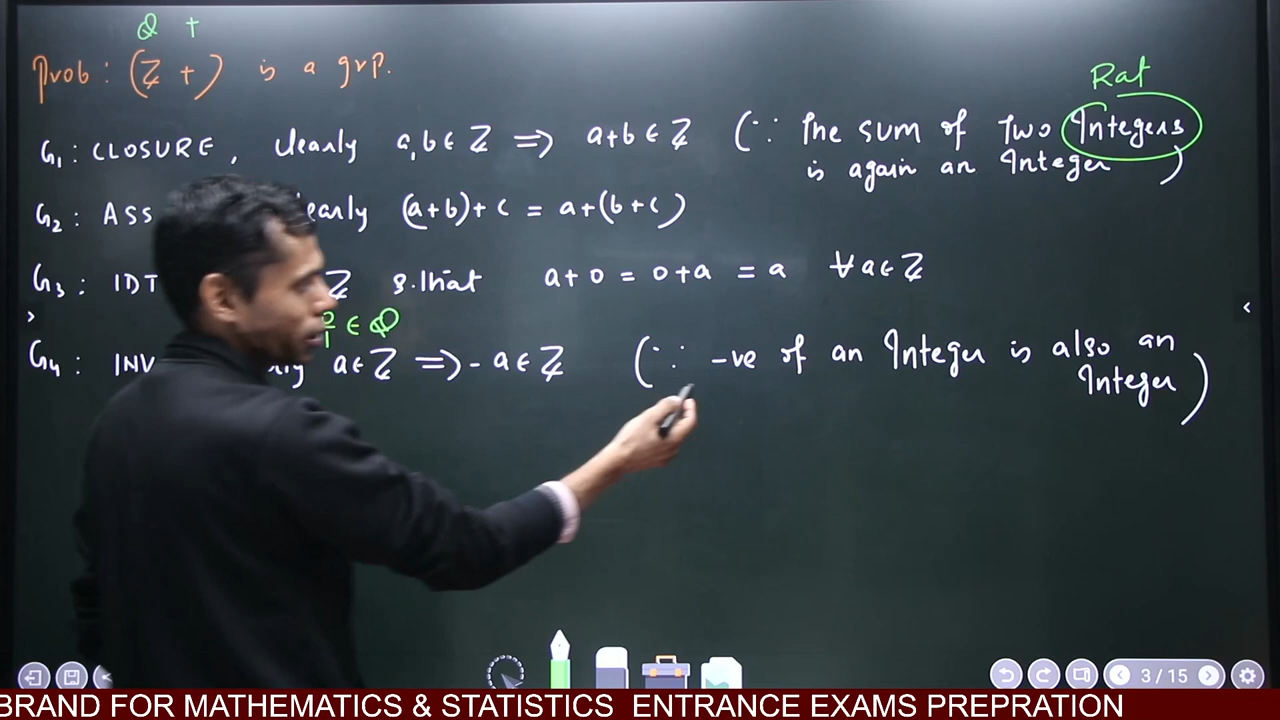 Q +
prob: (Z +) is a grp.
Rat
G₁: CLOSURE, clearly a,b ∈ Z ⟹ a+b ∈ Z (∵ The sum of Two Integers
is again an Integer)
G₂: ASS (a+b)+c = a+(b+c)
G₃: IDT Z s.that a+0 = 0+a = a ∀ a ∈ Z
0/1 ∈ Q
G₄: INV a ∈ Z ⟹ -a ∈ Z (∵ -ve of an Integer is also an
Integer)
3/15
BRAND FOR MATHEMATICS & STATISTICS ENTRANCE EXAMS PREPRATION